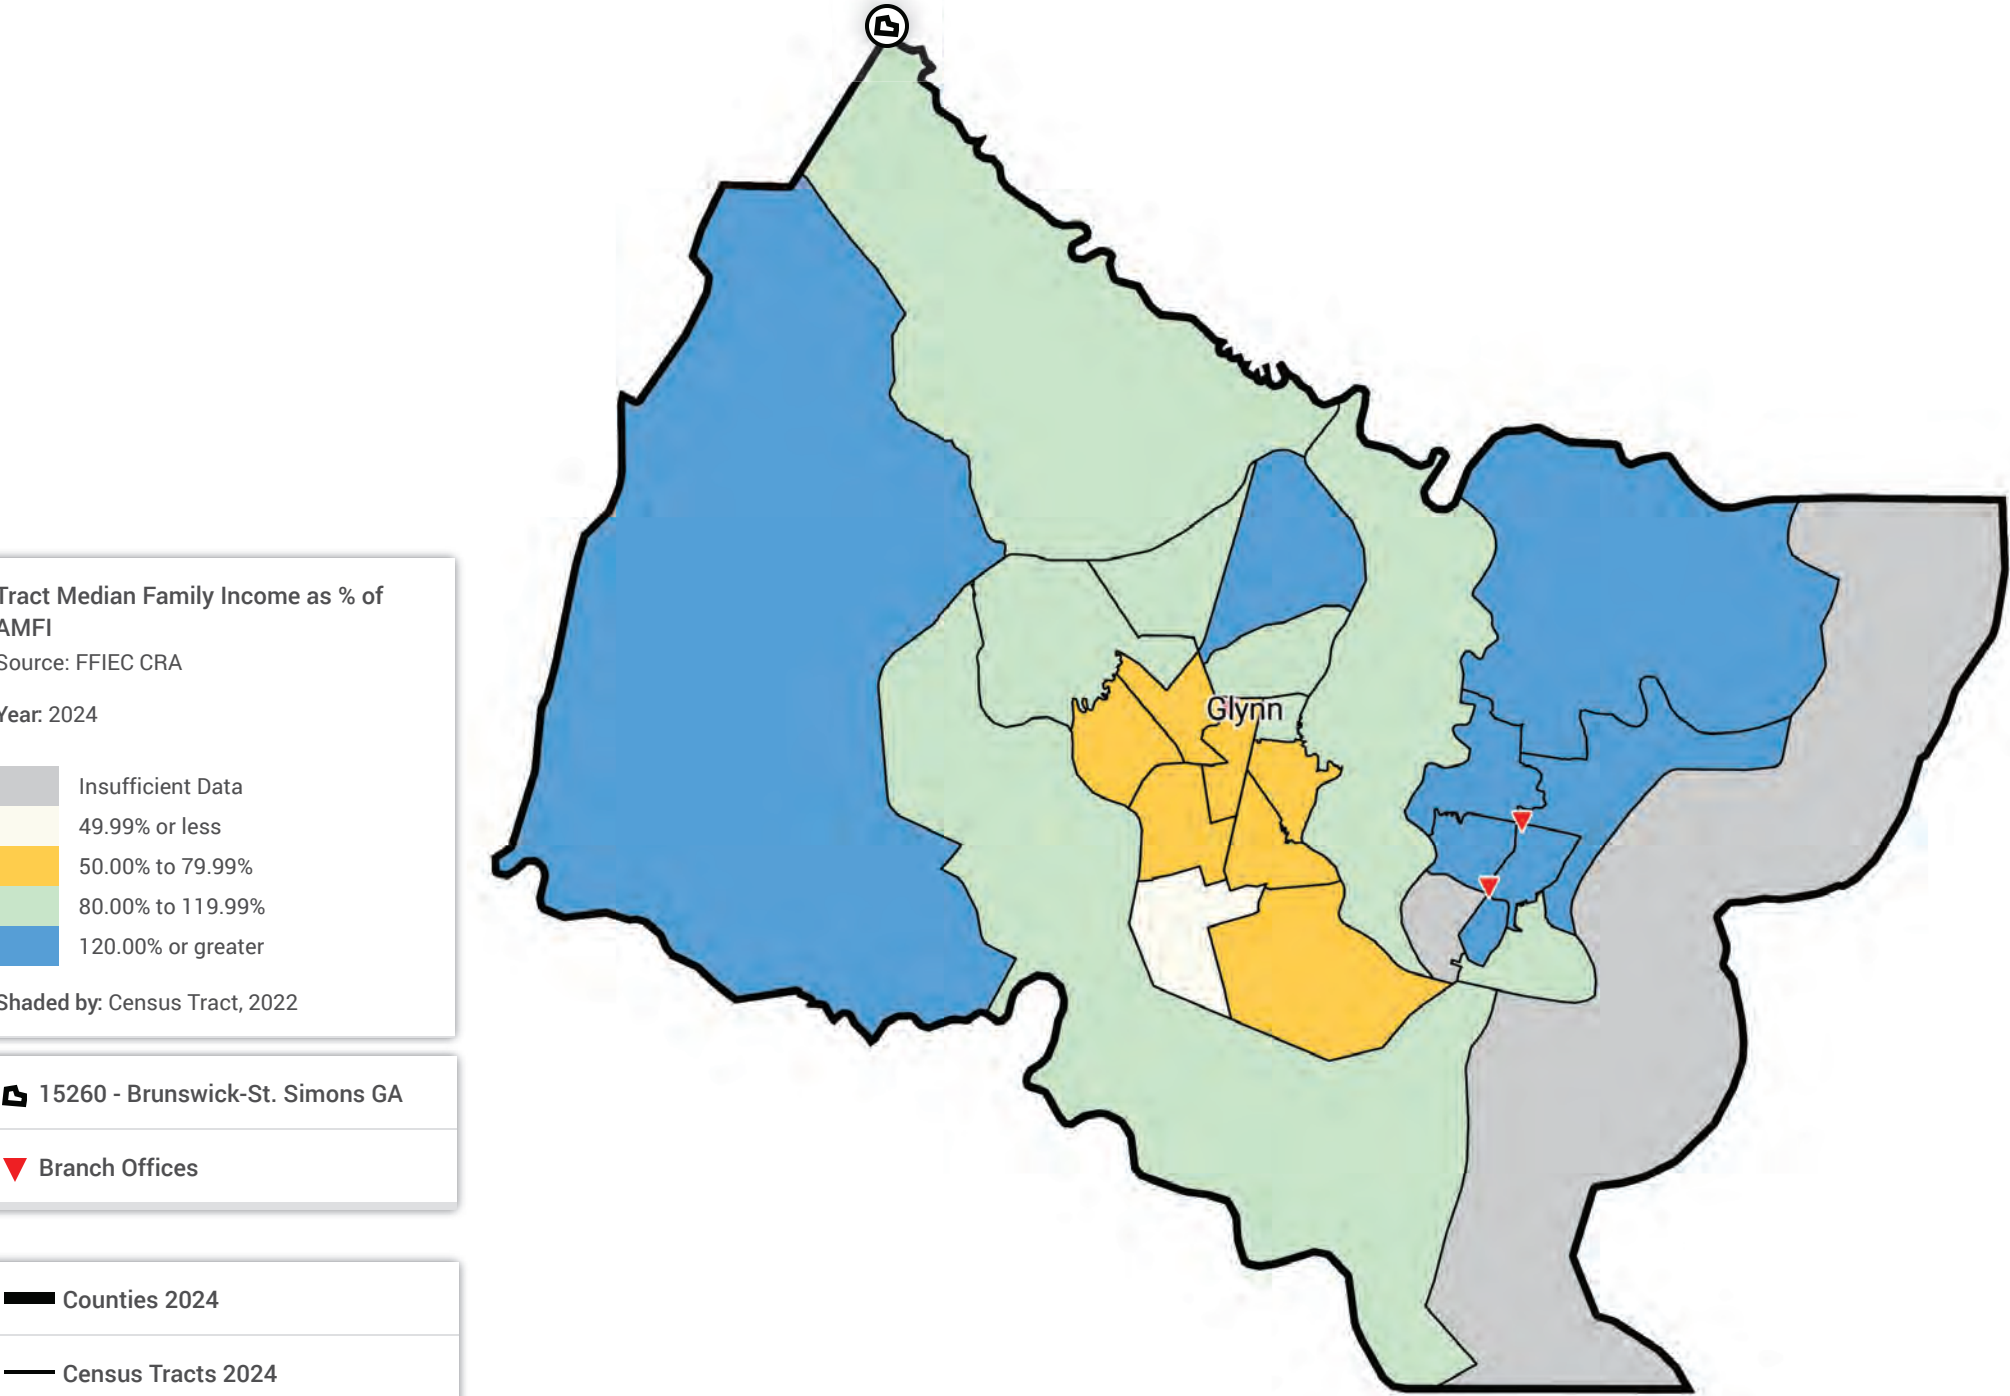 Tract Median Family Income as % of
AMFI
Source: FFIEC CRA
Year: 2024
Insufficient Data
49.99% or less
50.00% to 79.99%
80.00% to 119.99%
120.00% or greater
Shaded by: Census Tract, 2022
15260 - Brunswick-St. Simons GA
Branch Offices
Counties 2024
Census Tracts 2024
Glynn